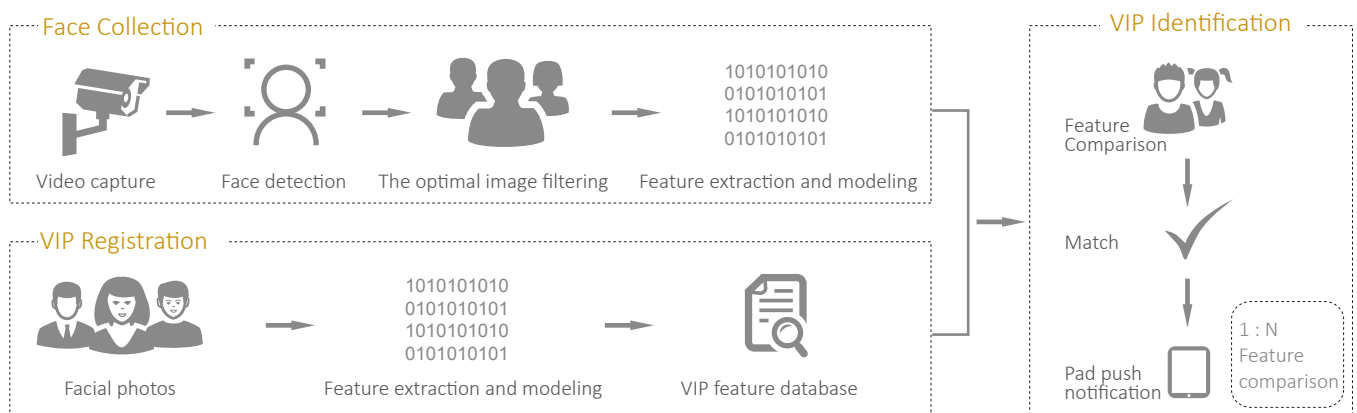 Face Collection
1010101010
0101010101
1010101010
0101010101
Video capture
Face detection
The optimal image filtering
Feature extraction and modeling
VIP Registration
1010101010
0101010101
1010101010
0101010101
Facial photos
Feature extraction and modeling
VIP feature database
VIP Identification
Feature
Comparison
Match
Pad push
notification
1 : N
Feature
comparison